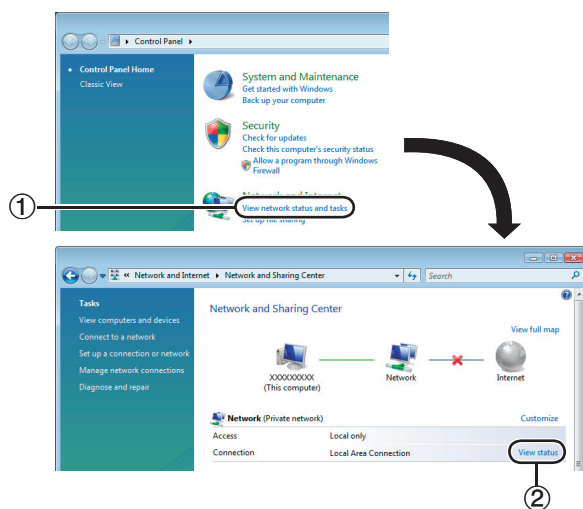 Control Panel
Control Panel Home
Classic View
System and Maintenance
Get started with Windows
Back up your computer
Security
Check for updates
Check this computer's security status
Allow a program through Windows
Firewall
Network and Internet
① View network status and tasks
Set up file sharing
« Network and Internet ▸ Network and Sharing Center
Search
Tasks
View computers and devices
Connect to a network
Set up a connection or network
Manage network connections
Diagnose and repair
Network and Sharing Center
View full map
XXXXXXXXX
(This computer)
Network
Internet
Network (Private network)
Customize
Access Local only
Connection Local Area Connection View status
②